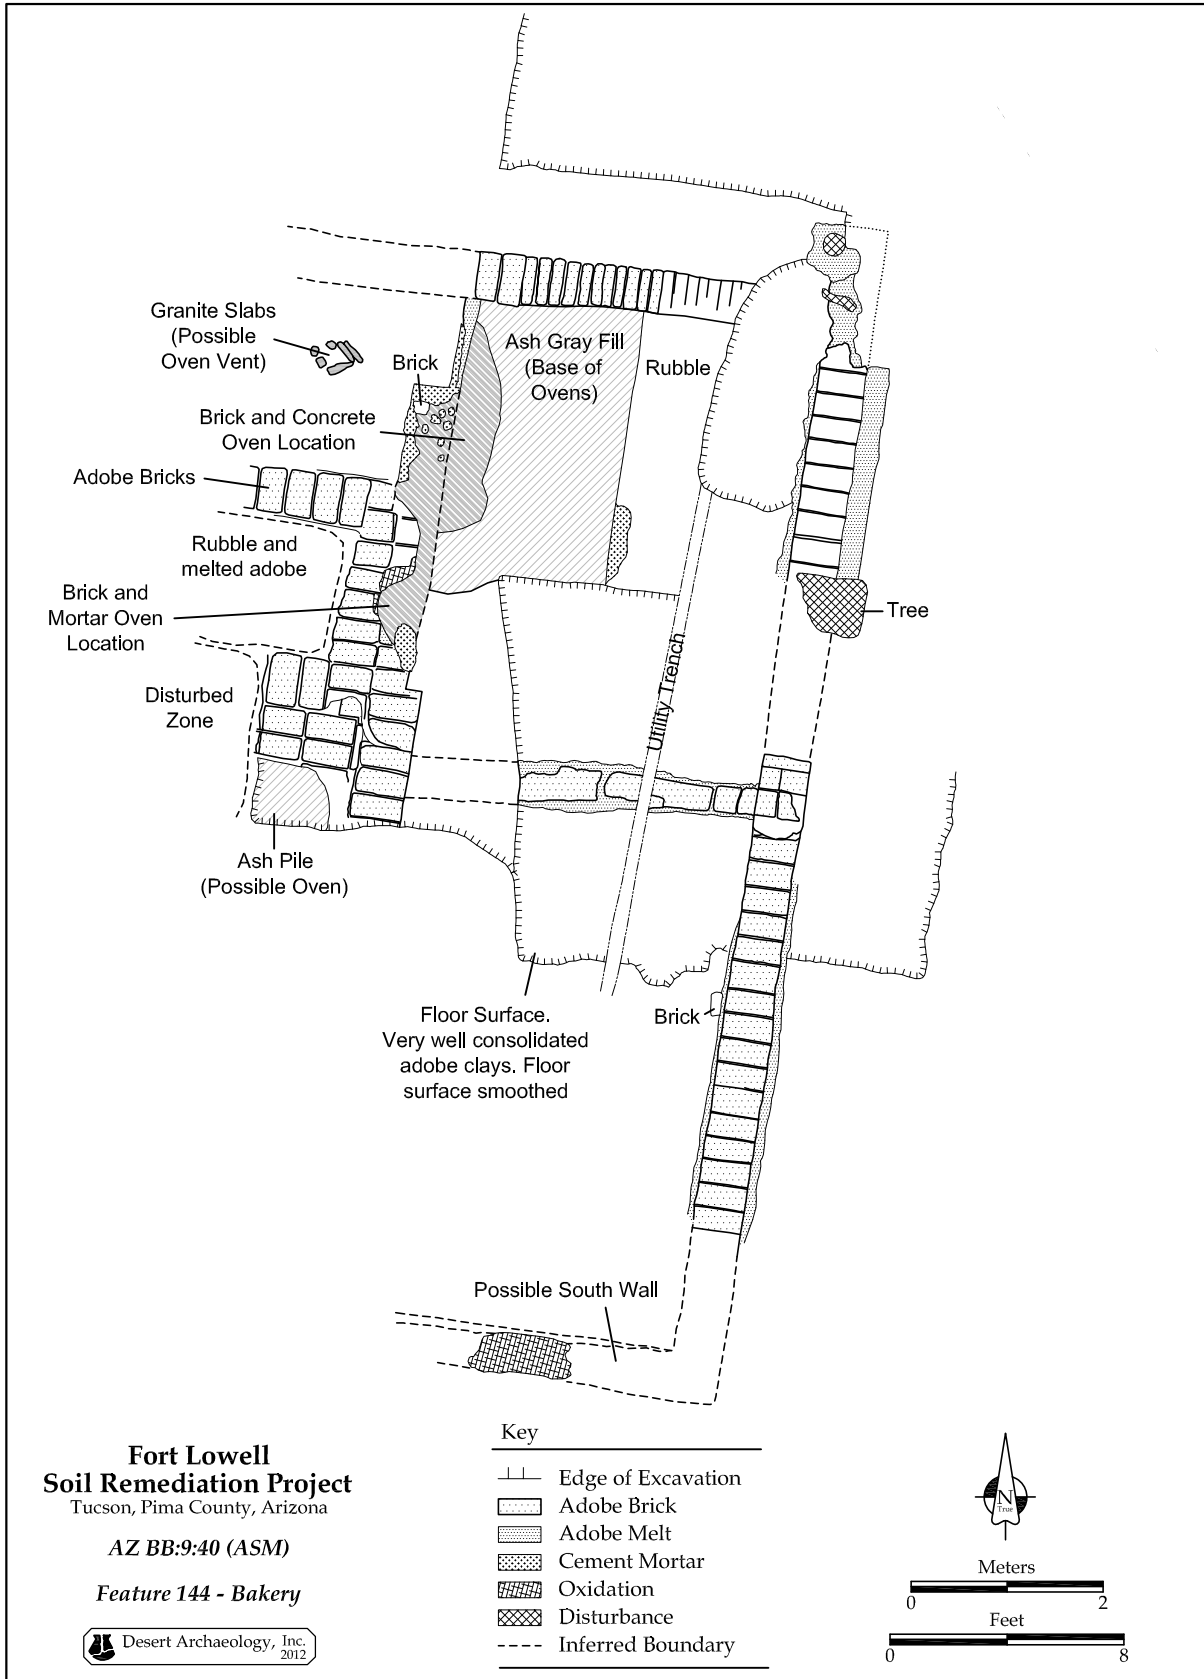 Granite Slabs
(Possible
Oven Vent)
Brick
Ash Gray Fill
(Base of
Ovens)
Rubble
Brick and Concrete
Oven Location
Adobe Bricks
Rubble and
melted adobe
Brick and
Mortar Oven
Location
Tree
Utility Trench
Disturbed
Zone
Ash Pile
(Possible Oven)
Floor Surface.
Very well consolidated
adobe clays. Floor
surface smoothed
Brick
Possible South Wall
Fort Lowell
Soil Remediation Project
Tucson, Pima County, Arizona
AZ BB:9:40 (ASM)
Feature 144 - Bakery
Desert Archaeology, Inc.
2012
Key
Edge of Excavation
Adobe Brick
Adobe Melt
Cement Mortar
Oxidation
Disturbance
Inferred Boundary
N
True
Meters
0 2
Feet
0 8